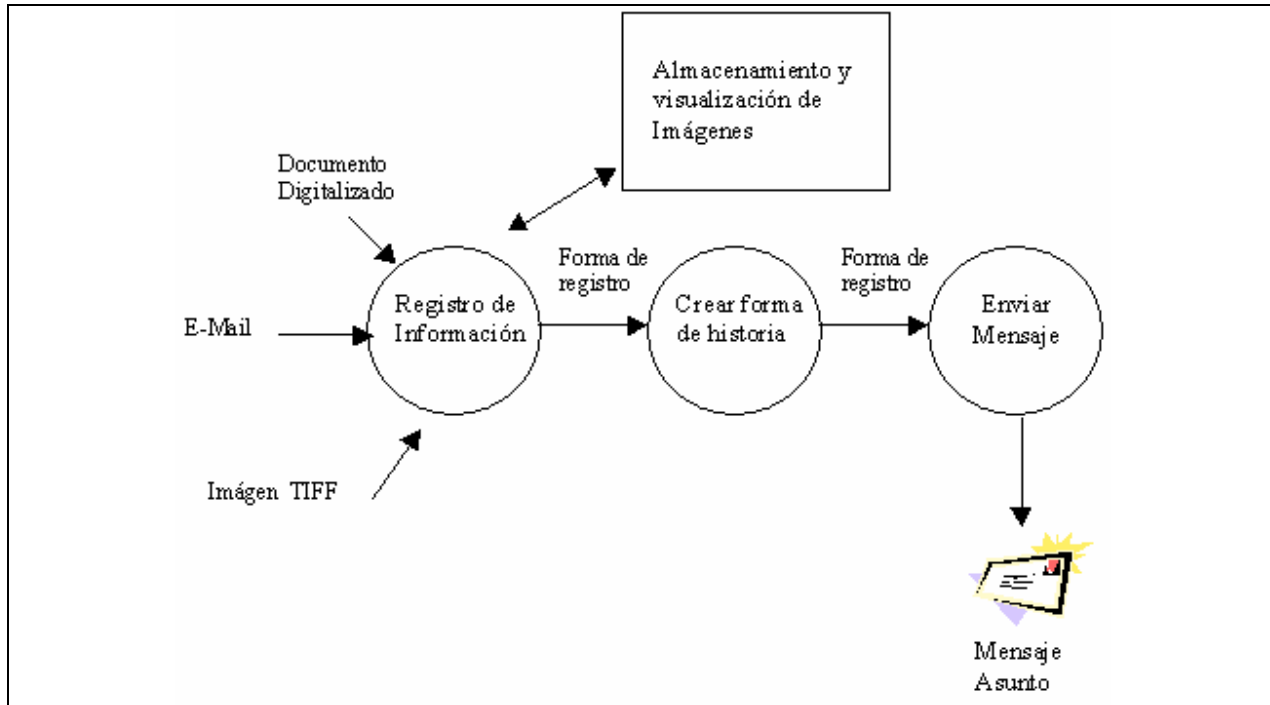 Almacenamiento y
visualización de
Imágenes
Documento
Digitalizado
Forma de
registro
Forma de
registro
Registro de
Información
Crear forma
de historia
Enviar
Mensaje
E-Mail
Imágen TIFF
Mensaje
Asunto